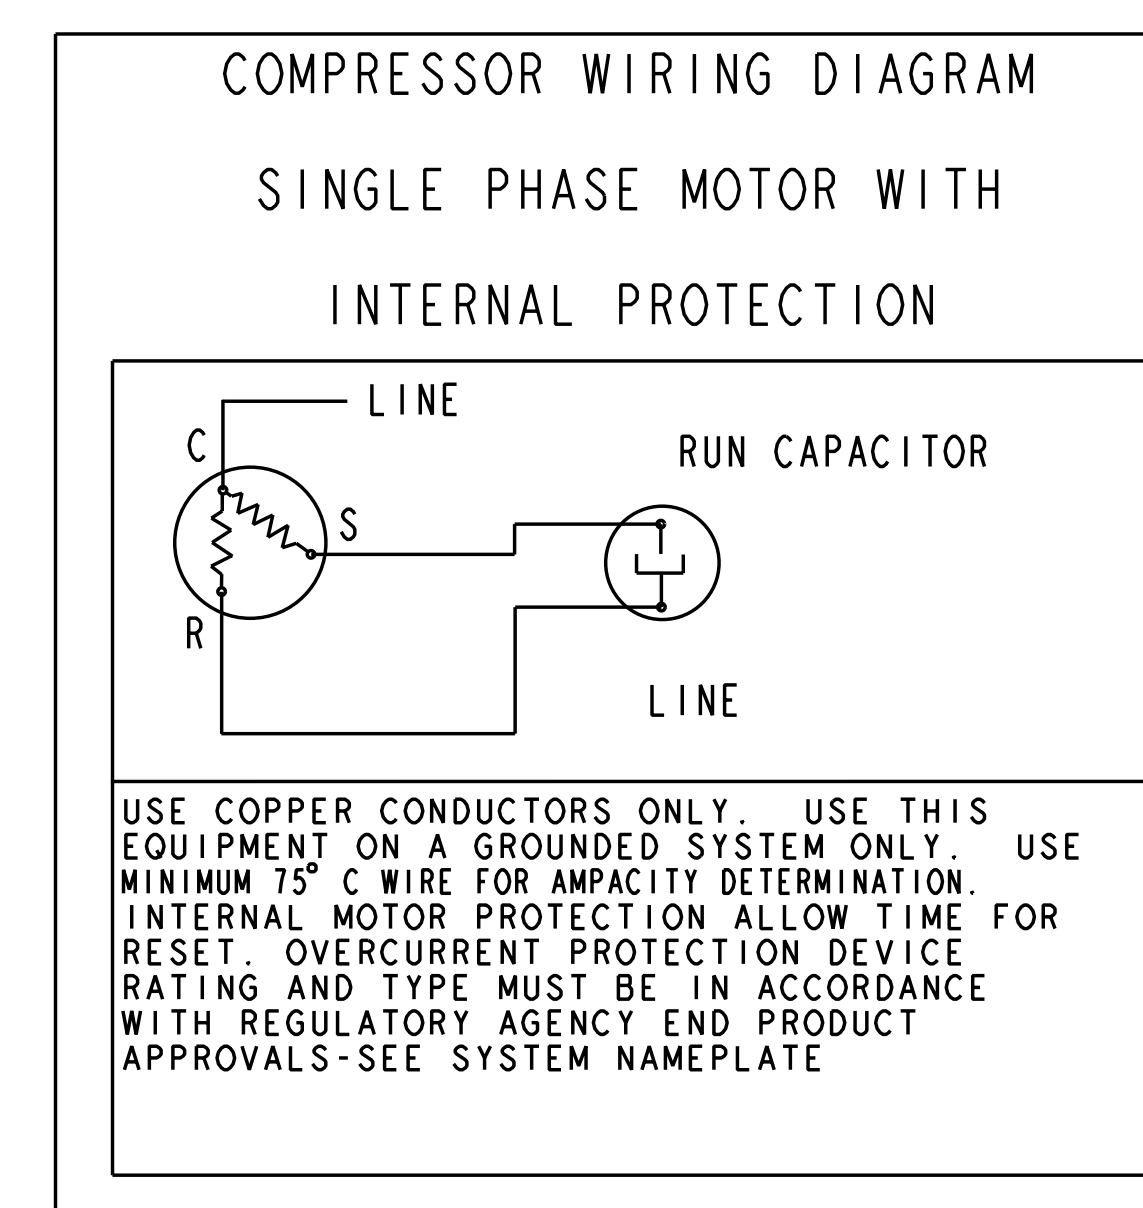 COMPRESSOR WIRING DIAGRAM
SINGLE PHASE MOTOR WITH
INTERNAL PROTECTION
LINE
C
RUN CAPACITOR
S
R
LINE
USE COPPER CONDUCTORS ONLY. USE THIS
EQUIPMENT ON A GROUNDED SYSTEM ONLY. USE
MINIMUM 75° C WIRE FOR AMPACITY DETERMINATION.
INTERNAL MOTOR PROTECTION ALLOW TIME FOR
RESET. OVERCURRENT PROTECTION DEVICE
RATING AND TYPE MUST BE IN ACCORDANCE
WITH REGULATORY AGENCY END PRODUCT
APPROVALS-SEE SYSTEM NAMEPLATE